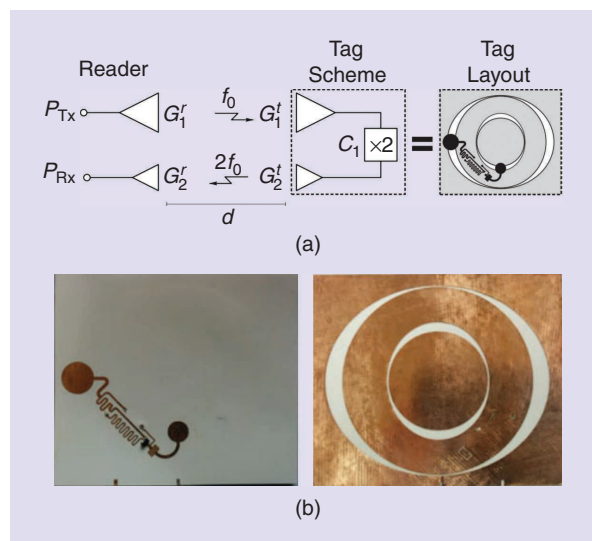 Reader
Tag
Scheme
Tag
Layout
P_Tx G_1^r f_0 G_1^t
C_1 ×2 =
P_Rx G_2^r 2f_0 G_2^t
d
(a)
(b)